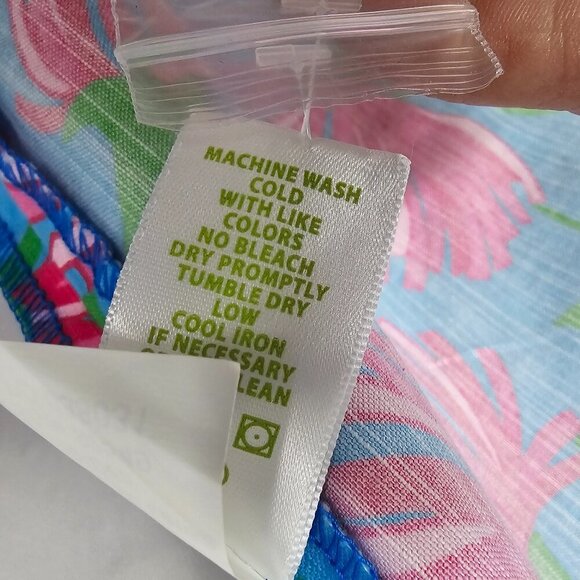 MACHINE WASH
COLD
WITH LIKE
COLORS
NO BLEACH
DRY PROMPTLY
TUMBLE DRY
LOW
COOL IRON
IF NECESSARY